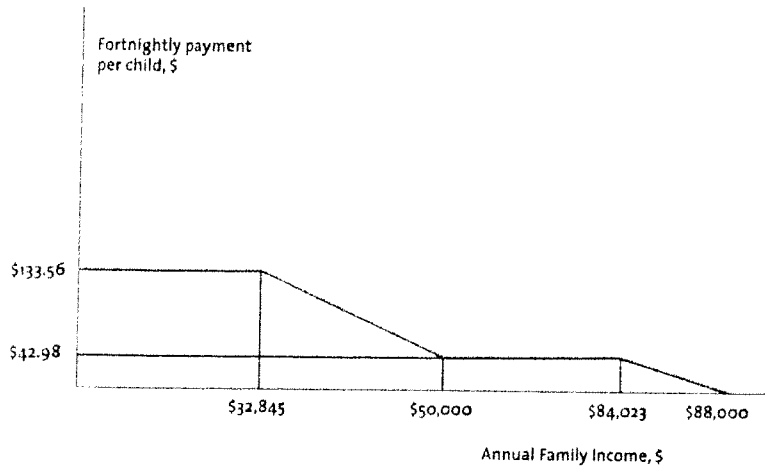 Fortnightly payment
per child, $
$133.56
$42.98
$32,845 $50,000 $84,023 $88,000
Annual Family Income, $